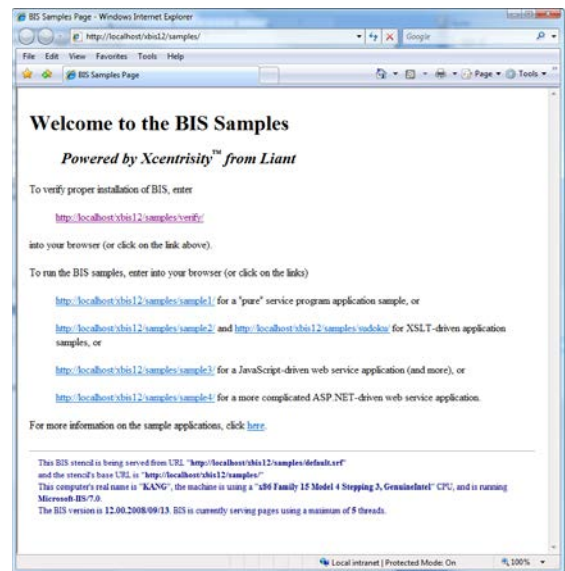 BIS Samples Page - Windows Internet Explorer
http://localhost/xbis12/samples/
Google
File Edit View Favorites Tools Help
BIS Samples Page
Page Tools
Welcome to the BIS Samples
Powered by Xcentrisity™ from Liant
To verify proper installation of BIS, enter
http://localhost/xbis12/samples/verify/
into your browser (or click on the link above).
To run the BIS samples, enter into your browser (or click on the links)
http://localhost/xbis12/samples/sample1/ for a "pure" service program application sample, or
http://localhost/xbis12/samples/sample2/ and http://localhost/xbis12/samples/sudoku/ for XSLT-driven application
samples, or
http://localhost/xbis12/samples/sample3/ for a JavaScript-driven web service application (and more), or
http://localhost/xbis12/samples/sample4/ for a more complicated ASP.NET-driven web service application.
For more information on the sample applications, click here.
This BIS stencil is being served from URL "http://localhost/xbis12/samples/default.srf"
and the stencil's base URL is "http://localhost/xbis12/samples/"
This computer's real name is "KANG", the machine is using a "x86 Family 15 Model 4 Stepping 3, GenuineIntel" CPU, and is running
Microsoft-IIS/7.0.
The BIS version is 12.00.2008/09/13. BIS is currently serving pages using a maximum of 5 threads.
Local intranet | Protected Mode: On 100%